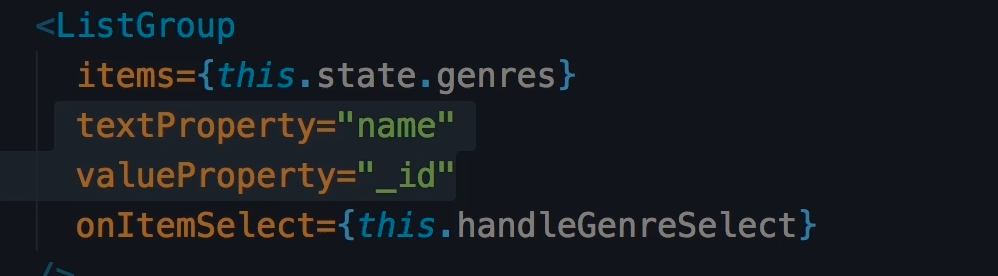 <ListGroup
items={this.state.genres}
textProperty="name"
valueProperty="_id"
onItemSelect={this.handleGenreSelect}
/>